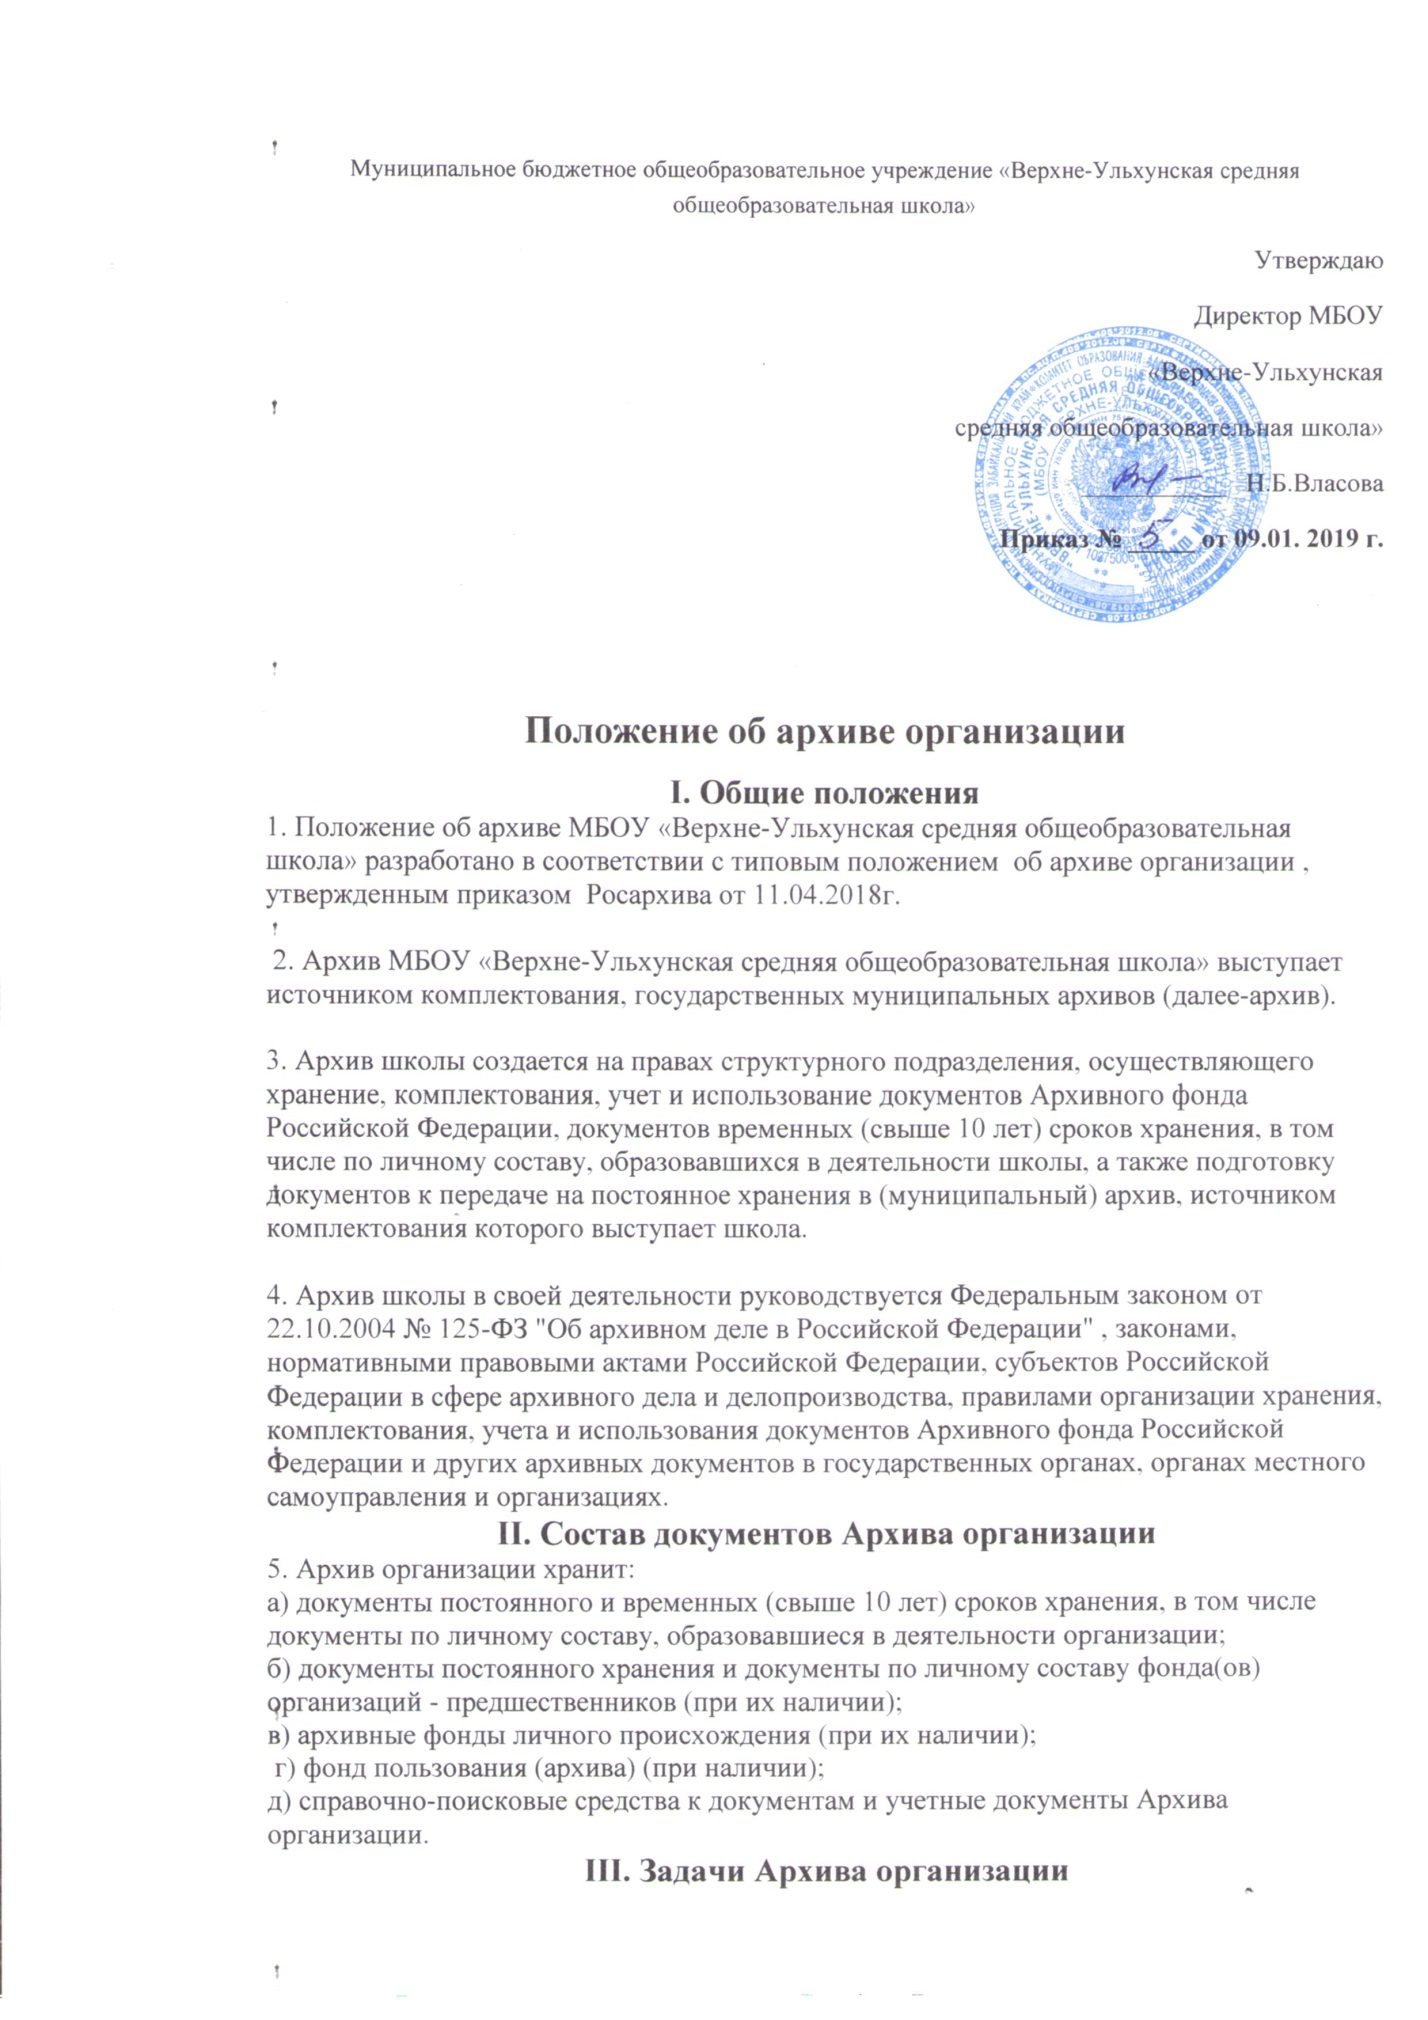 Муниципальное бюджетное общеобразовательное учреждение «Верхне-Ульхунская средняя
общеобразовательная школа»
Утверждаю
Директор МБОУ
«Верхне-Ульхунская
средняя общеобразовательная школа»
Н.Б.Власова
Приказ № 5 от 09.01. 2019 г.
Положение об архиве организации
I. Общие положения
1. Положение об архиве МБОУ «Верхне-Ульхунская средняя общеобразовательная
школа» разработано в соответствии с типовым положением  об архиве организации ,
утвержденным приказом  Росархива от 11.04.2018г.
2. Архив МБОУ «Верхне-Ульхунская средняя общеобразовательная школа» выступает
источником комплектования, государственных муниципальных архивов (далее-архив).
3. Архив школы создается на правах структурного подразделения, осуществляющего
хранение, комплектования, учет и использование документов Архивного фонда
Российской Федерации, документов временных (свыше 10 лет) сроков хранения, в том
числе по личному составу, образовавшихся в деятельности школы, а также подготовку
документов к передаче на постоянное хранения в (муниципальный) архив, источником
комплектования которого выступает школа.
4. Архив школы в своей деятельности руководствуется Федеральным законом от
22.10.2004 № 125-ФЗ "Об архивном деле в Российской Федерации" , законами,
нормативными правовыми актами Российской Федерации, субъектов Российской
Федерации в сфере архивного дела и делопроизводства, правилами организации хранения,
комплектования, учета и использования документов Архивного фонда Российской
Федерации и других архивных документов в государственных органах, органах местного
самоуправления и организациях.
II. Состав документов Архива организации
5. Архив организации хранит:
а) документы постоянного и временных (свыше 10 лет) сроков хранения, в том числе
документы по личному составу, образовавшиеся в деятельности организации;
б) документы постоянного хранения и документы по личному составу фонда(ов)
организаций - предшественников (при их наличии);
в) архивные фонды личного происхождения (при их наличии);
г) фонд пользования (архива) (при наличии);
д) справочно-поисковые средства к документам и учетные документы Архива
организации.
III. Задачи Архива организации